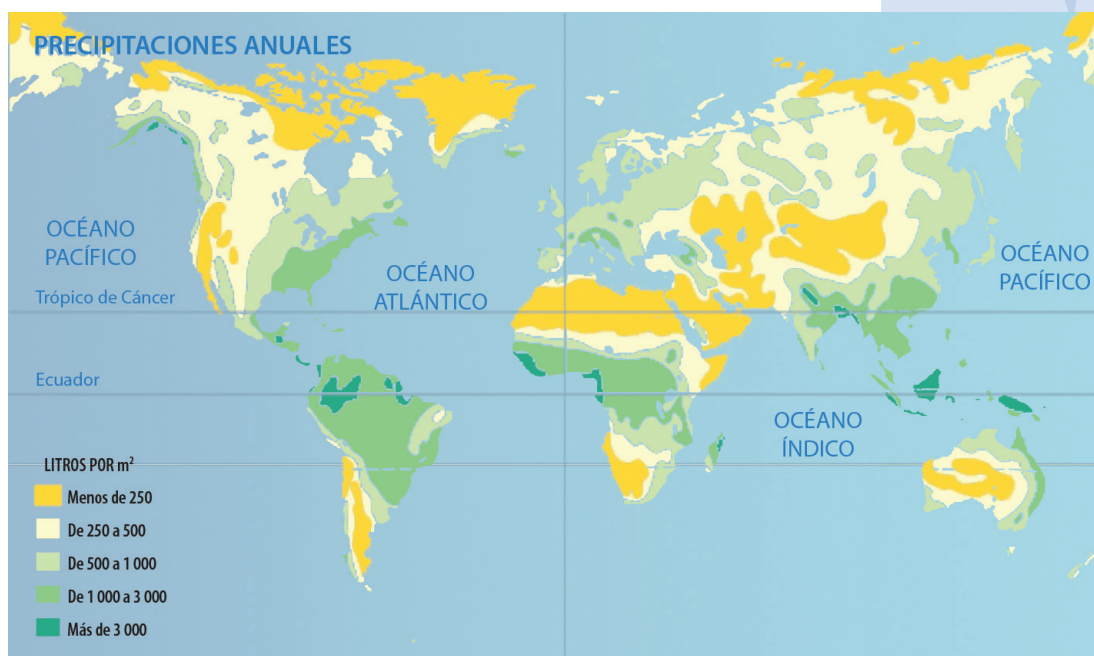 PRECIPITACIONES ANUALES
OCÉANO
PACÍFICO
OCÉANO
ATLÁNTICO
OCÉANO
PACÍFICO
Trópico de Cáncer
Ecuador
OCÉANO
ÍNDICO
LITROS POR m²
Menos de 250
De 250 a 500
De 500 a 1 000
De 1 000 a 3 000
Más de 3 000